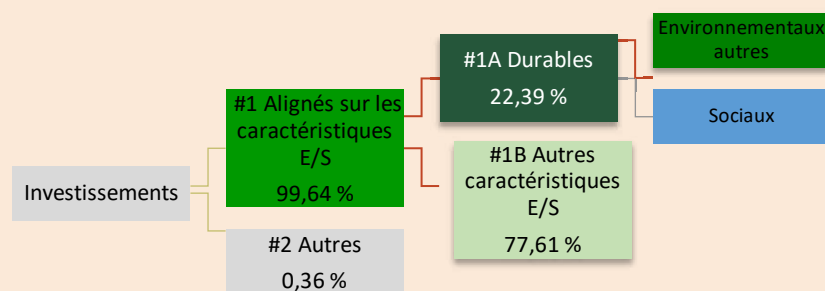 Investissements
#1 Alignés sur les
caractéristiques
E/S
99,64 %
#2 Autres
0,36 %
#1A Durables
22,39 %
#1B Autres
caractéristiques
E/S
77,61 %
Environnementaux
autres
Sociaux